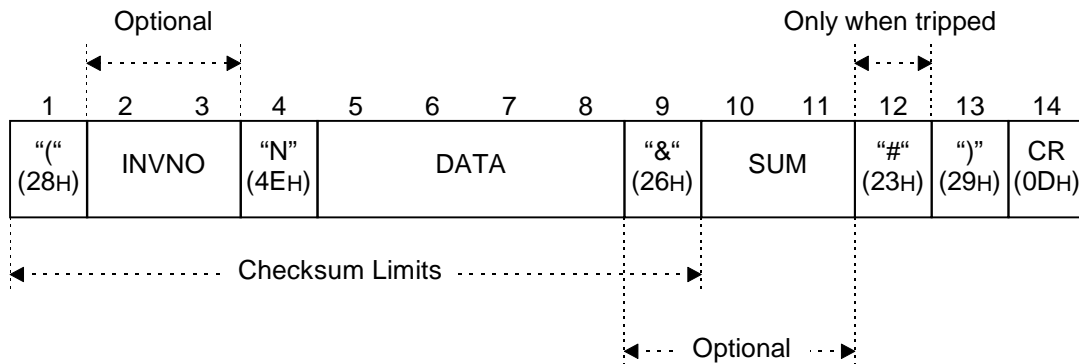 Optional Only when tripped
1 2 3 4 5 6 7 8 9 10 11 12 13 14
“(“ INVNO “N” DATA “&“ SUM “#“ “)” CR
(28H) (4EH) (26H) (23H) (29H) (0DH)
Checksum Limits
Optional